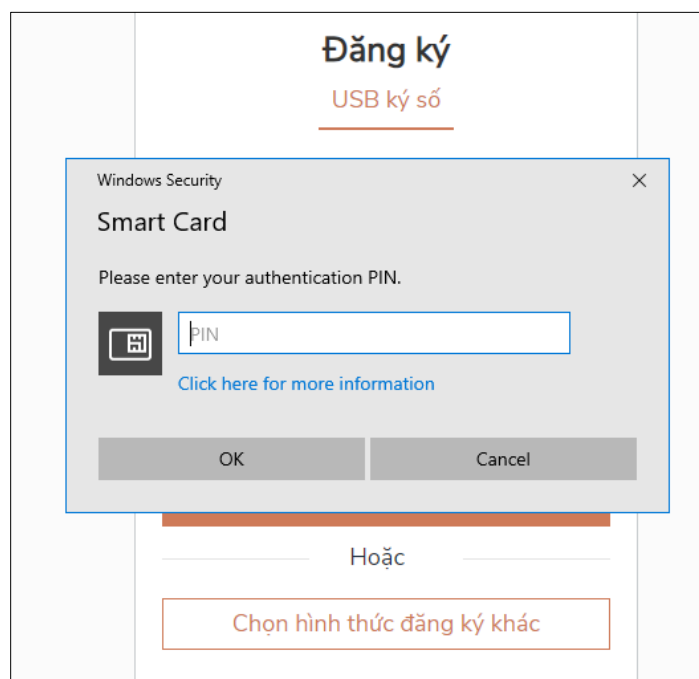 Đăng ký
USB ký số
Windows Security
Smart Card
Please enter your authentication PIN.
PIN
Click here for more information
OK
Cancel
Hoặc
Chọn hình thức đăng ký khác